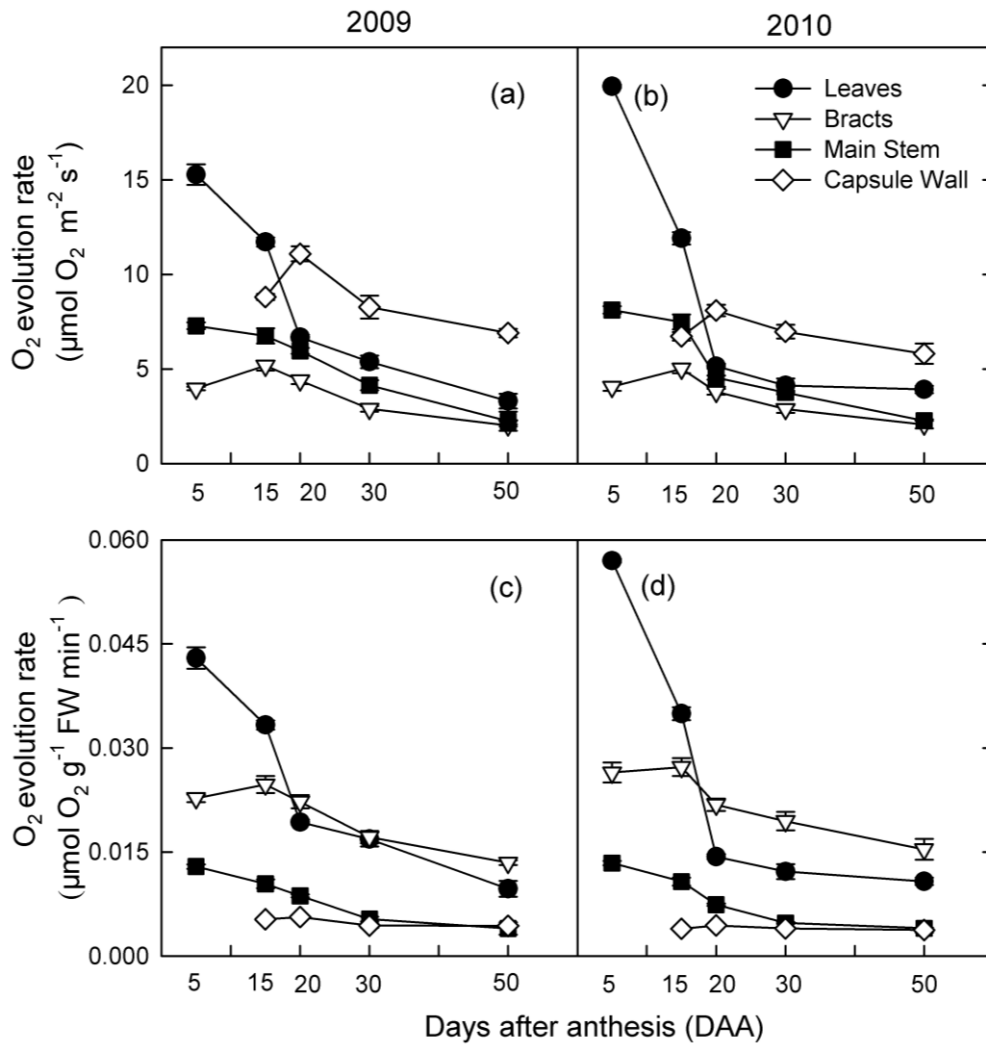 2009 2010
(a) (b)
Leaves
Bracts
Main Stem
Capsule Wall
O₂ evolution rate
(μmol O₂ m⁻² s⁻¹)
20
15
10
5
0
5 15 20 30 50 5 15 20 30 50
(c) (d)
O₂ evolution rate
(μmol O₂ g⁻¹ FW min⁻¹)
0.060
0.045
0.030
0.015
0.000
5 15 20 30 50 5 15 20 30 50
Days after anthesis (DAA)